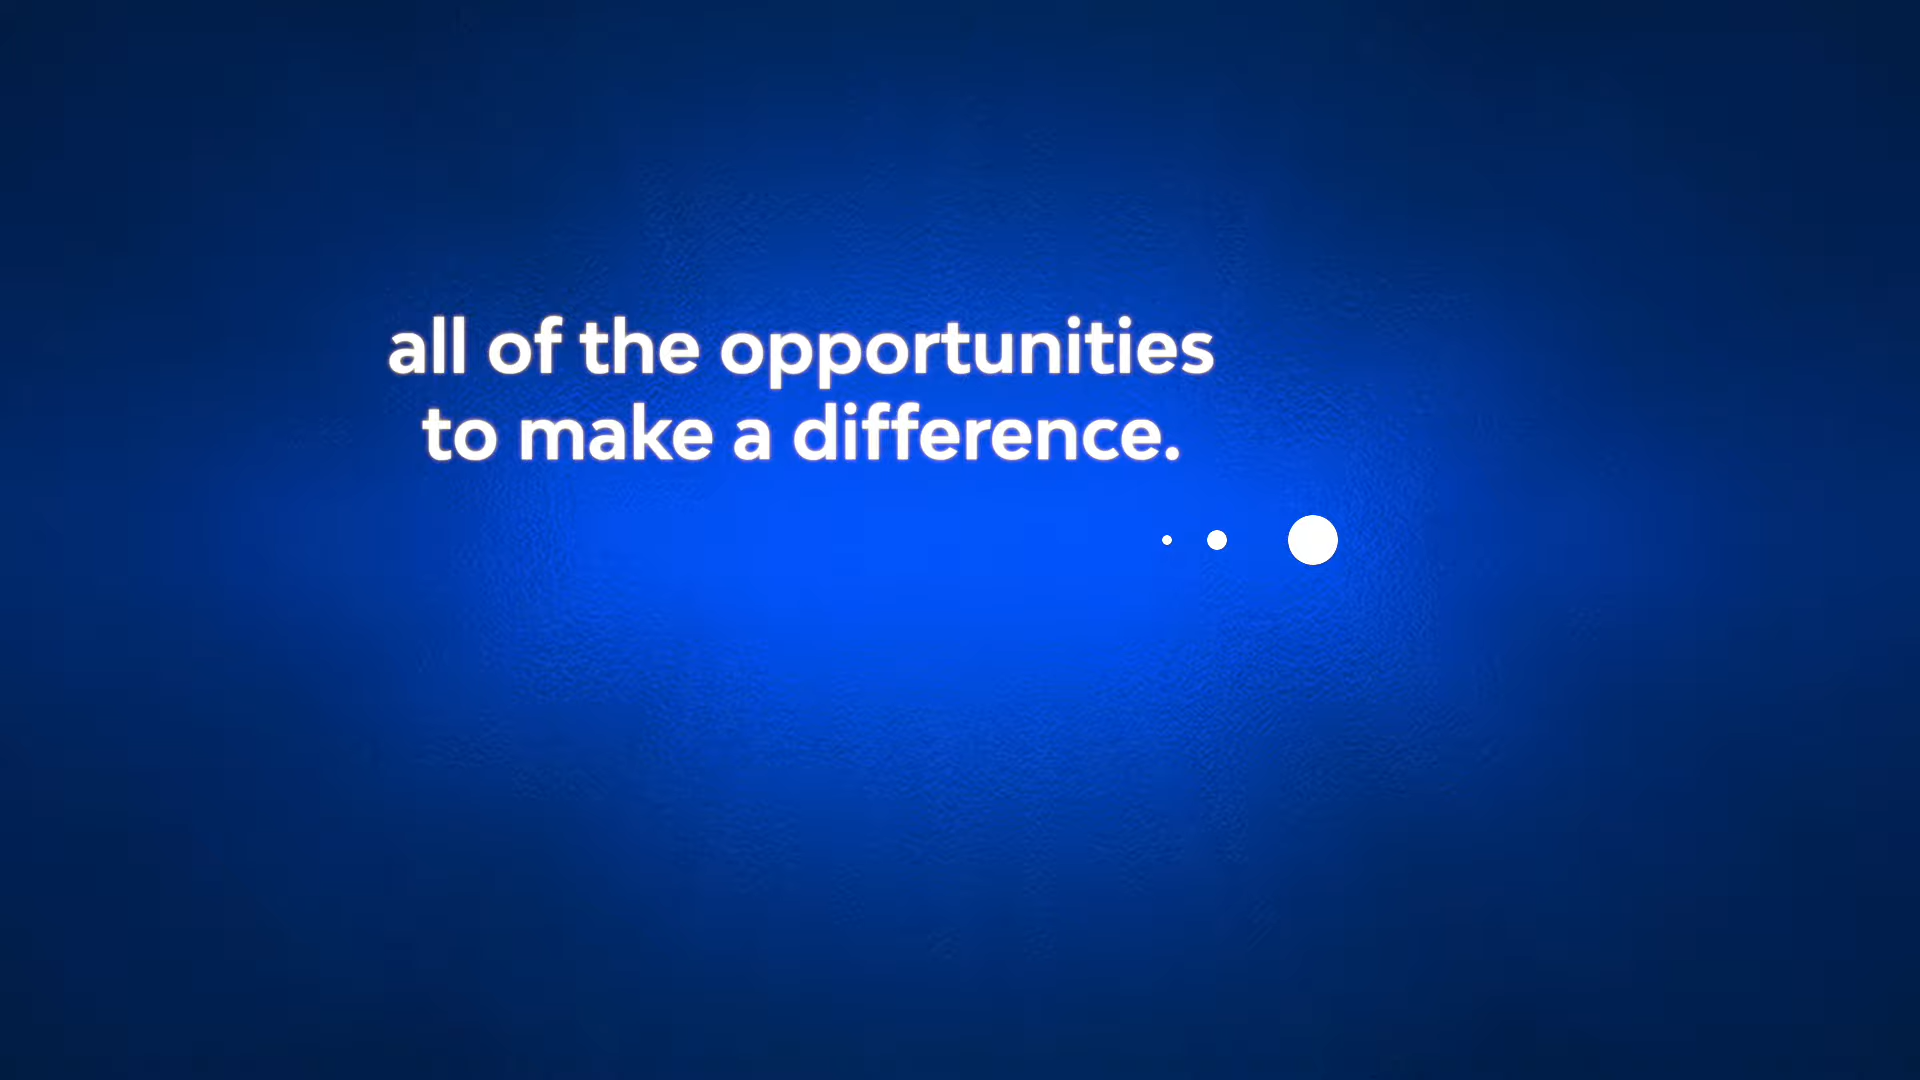 all of the opportunities
to make a difference.